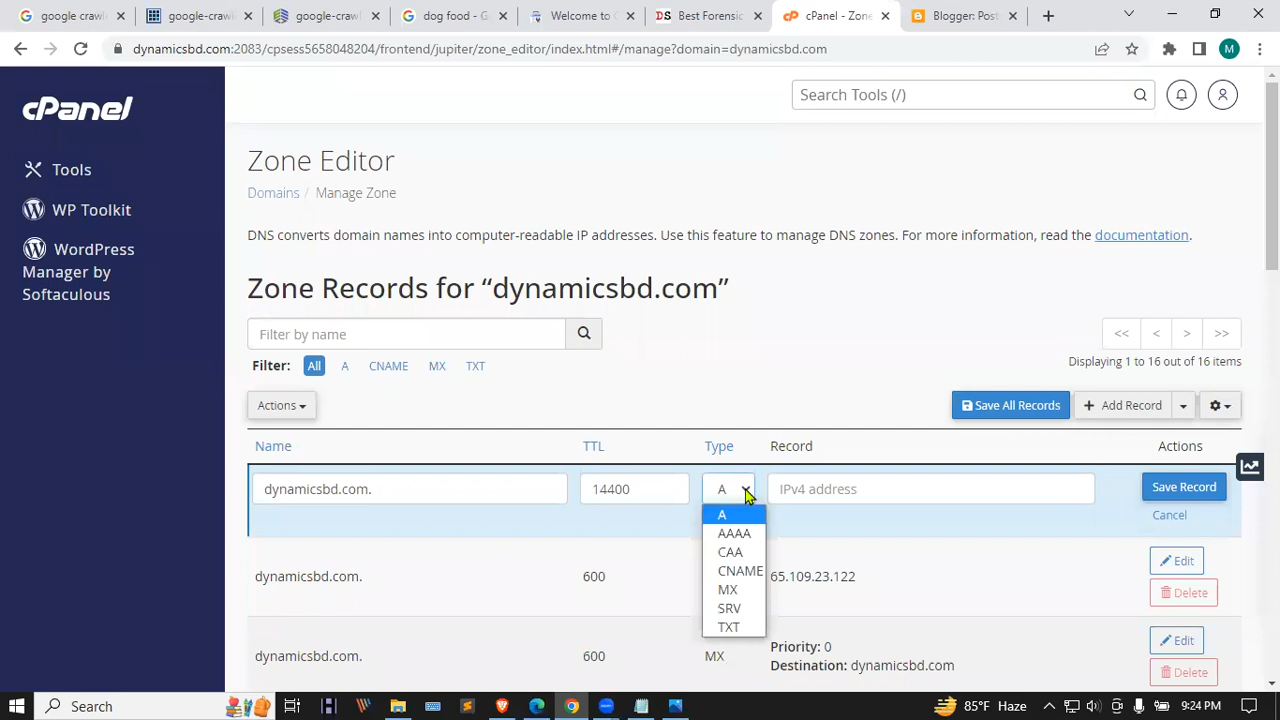 google crawle
google-crawl
google-crawl
dog food - G
Welcome to C
DS Best Forensic
cPanel - Zone
Blogger: Post
dynamicsbd.com:2083/cpsess5658048204/frontend/jupiter/zone_editor/index.html#/manage?domain=dynamicsbd.com
M
cPanel
Search Tools (/)
Tools
WP Toolkit
WordPress
Manager by
Softaculous
Zone Editor
Domains / Manage Zone
DNS converts domain names into computer-readable IP addresses. Use this feature to manage DNS zones. For more information, read the documentation.
Zone Records for “dynamicsbd.com”
Filter by name
<< < > >>
Filter: All A CNAME MX TXT
Displaying 1 to 16 out of 16 items
Actions
Save All Records
+ Add Record
Name TTL Type Record Actions
dynamicsbd.com. 14400 A IPv4 address Save Record
Cancel
A
AAAA
CAA
CNAME
MX
SRV
TXT
dynamicsbd.com. 600 65.109.23.122
Edit
Delete
dynamicsbd.com. 600 MX
Priority: 0
Destination: dynamicsbd.com
Edit
Delete
Search
85°F Haze
9:24 PM